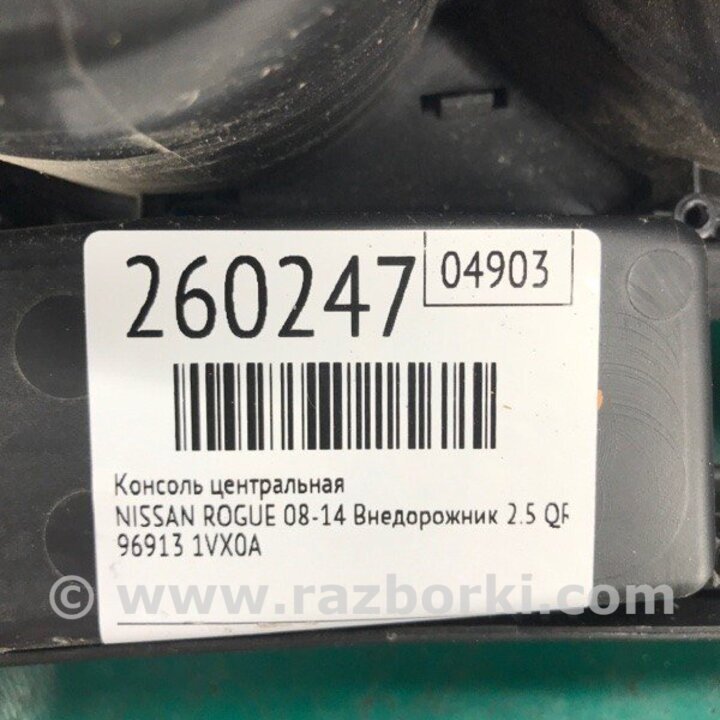 260247
04903
Консоль центральная
NISSAN ROGUE 08-14 Внедорожник 2.5 QR
96913 1VX0A
© www.razborki.com